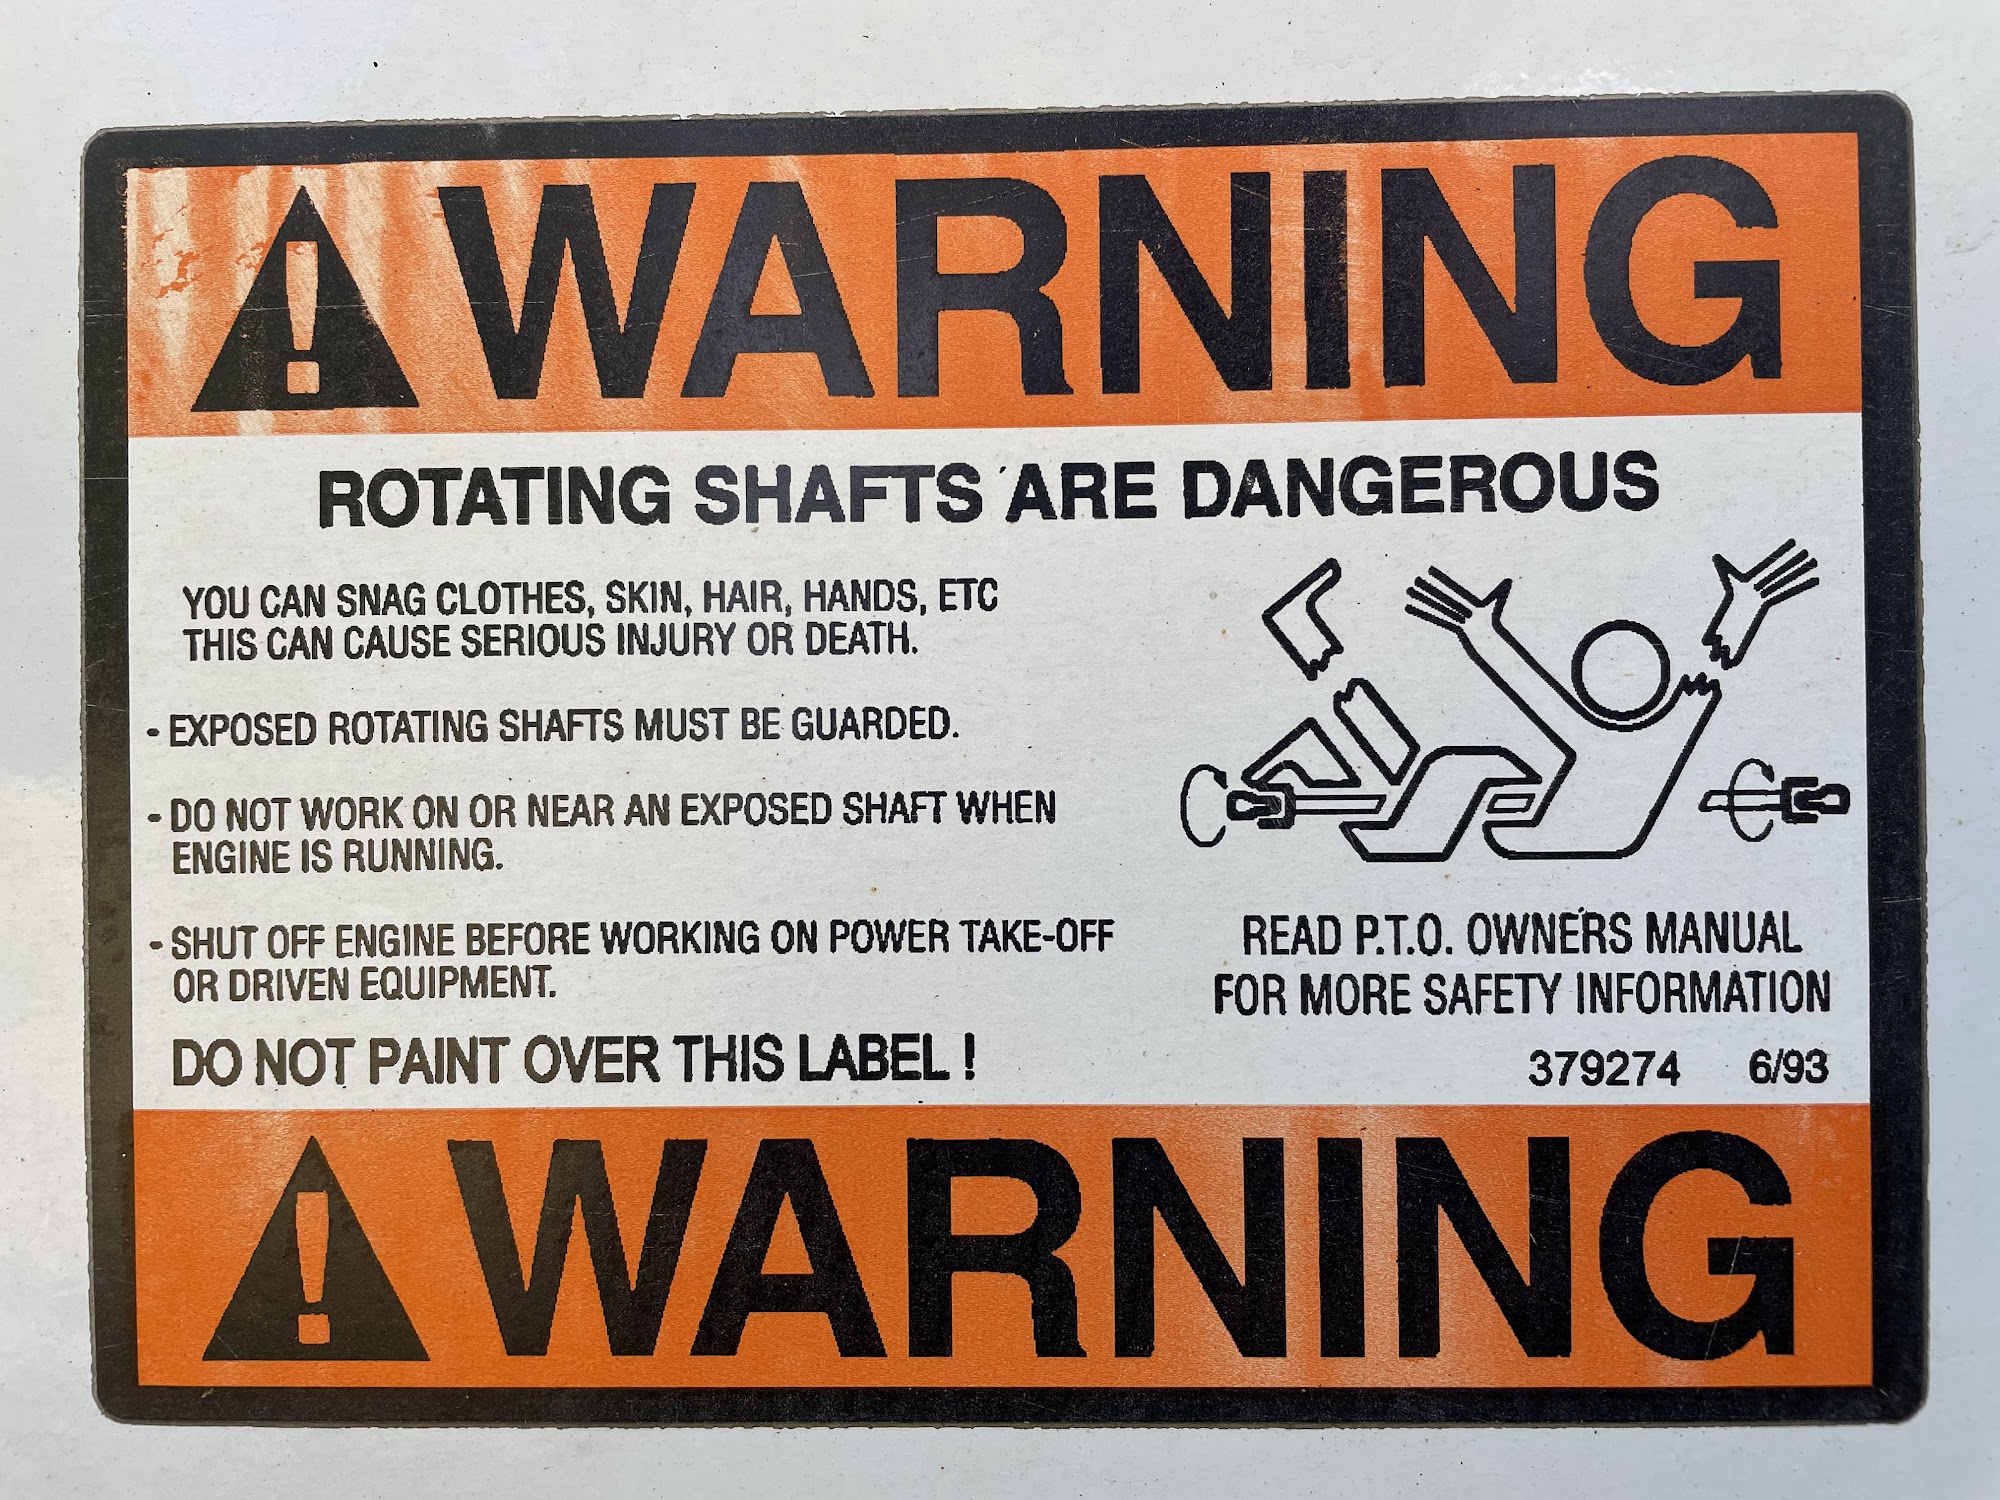 WARNING
ROTATING SHAFTS ARE DANGEROUS
YOU CAN SNAG CLOTHES, SKIN, HAIR, HANDS, ETC
THIS CAN CAUSE SERIOUS INJURY OR DEATH.
- EXPOSED ROTATING SHAFTS MUST BE GUARDED.
- DO NOT WORK ON OR NEAR AN EXPOSED SHAFT WHEN
ENGINE IS RUNNING.
- SHUT OFF ENGINE BEFORE WORKING ON POWER TAKE-OFF
OR DRIVEN EQUIPMENT.
DO NOT PAINT OVER THIS LABEL !
READ P.T.O. OWNER'S MANUAL
FOR MORE SAFETY INFORMATION
379274 6/93
WARNING